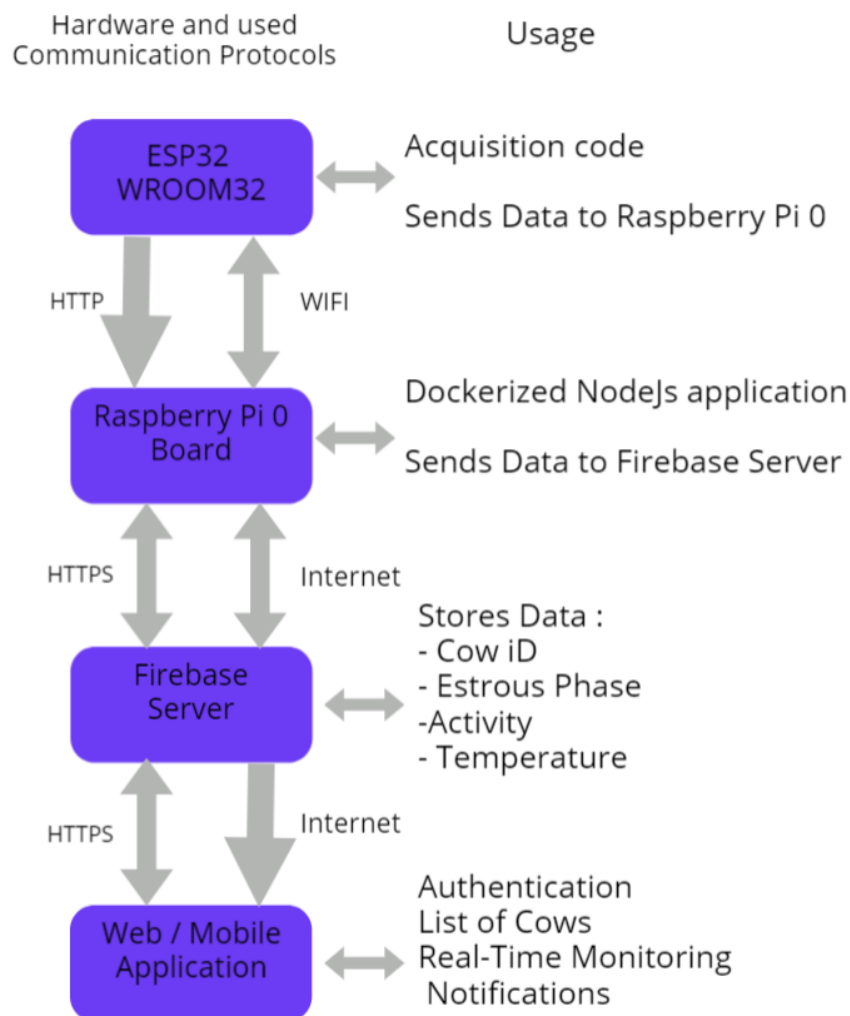 Hardware and used
Communication Protocols
Usage
ESP32
WROOM32
Acquisition code
Sends Data to Raspberry Pi 0
HTTP
WIFI
Raspberry Pi 0
Board
Dockerized NodeJs application
Sends Data to Firebase Server
HTTPS
Internet
Firebase
Server
Stores Data :
- Cow iD
- Estrous Phase
-Activity
- Temperature
HTTPS
Internet
Web / Mobile
Application
Authentication
List of Cows
Real-Time Monitoring
Notifications